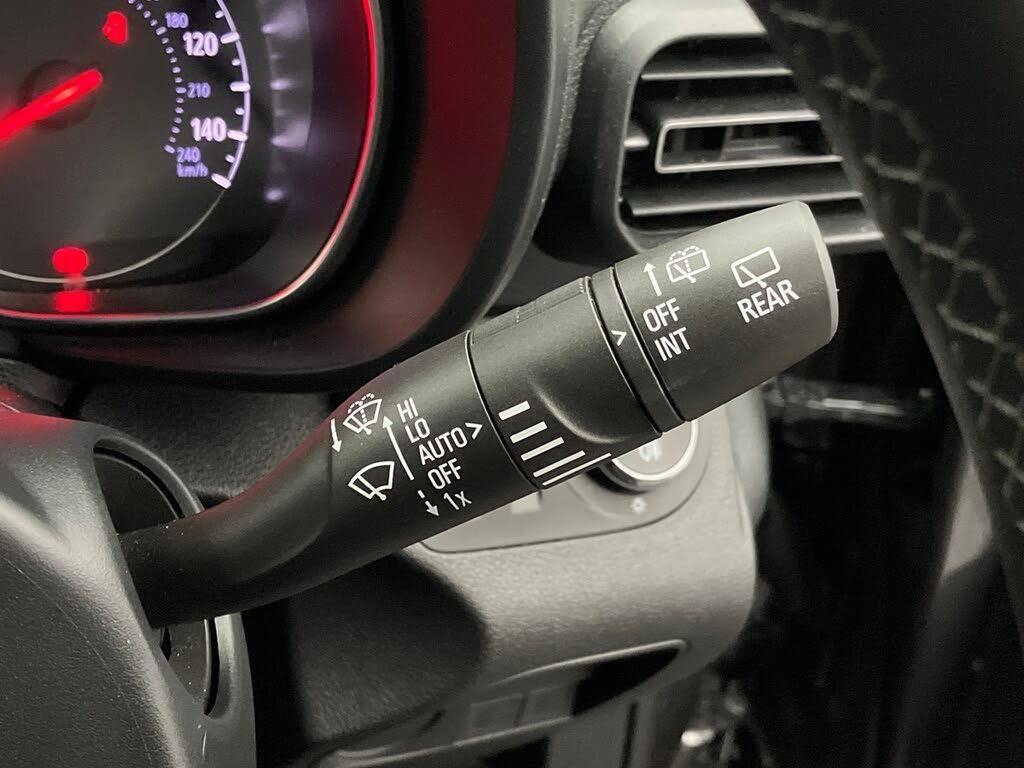 180
120
210
140
240
km/h
OFF
INT
REAR
HI
LO
AUTO
OFF
1x